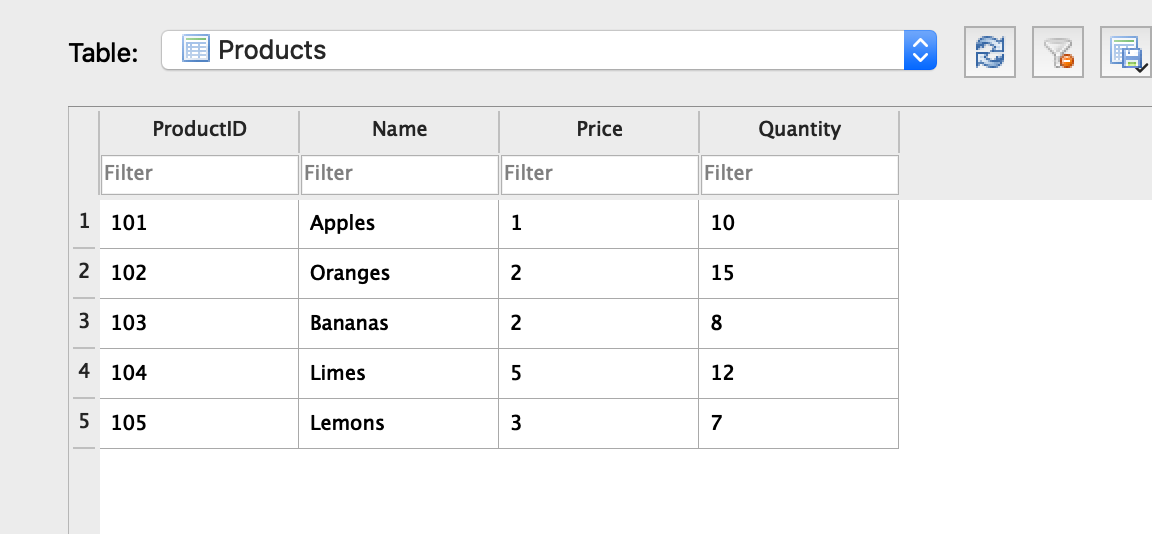 Table: Products
ProductID Name Price Quantity
Filter Filter Filter Filter
1 101 Apples 1 10
2 102 Oranges 2 15
3 103 Bananas 2 8
4 104 Limes 5 12
5 105 Lemons 3 7